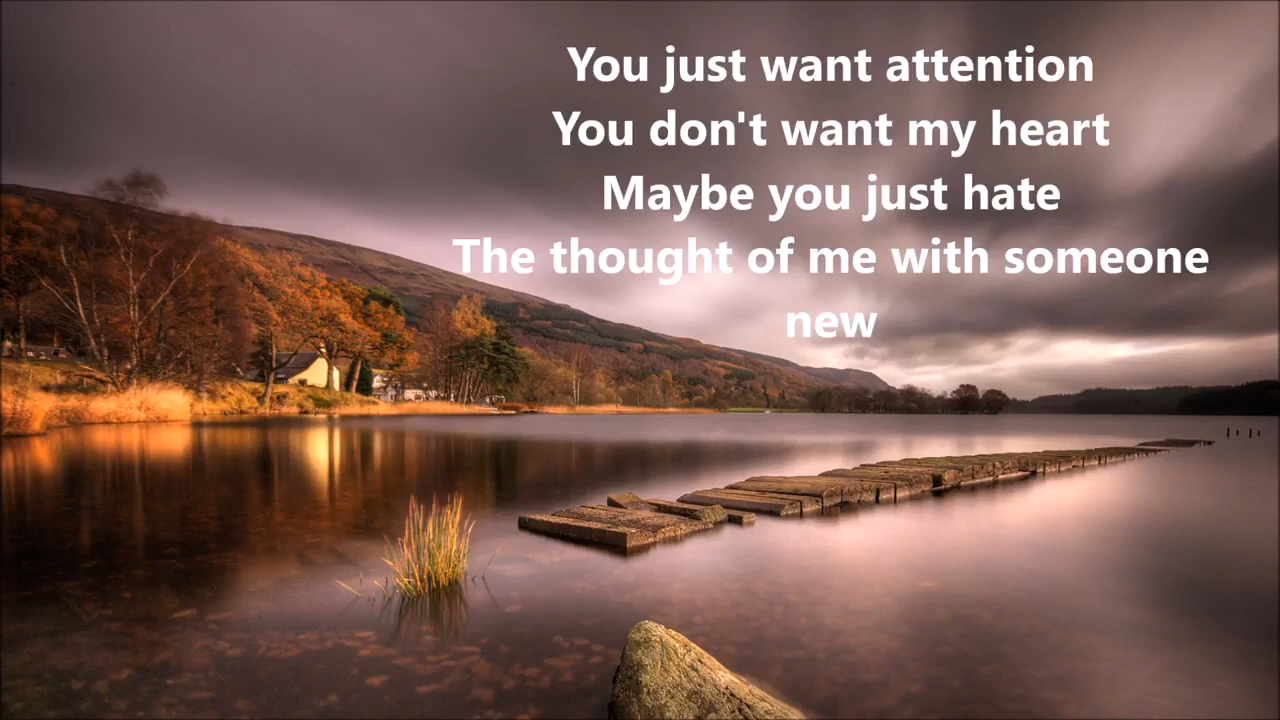 You just want attention
You don't want my heart
Maybe you just hate
The thought of me with someone
new